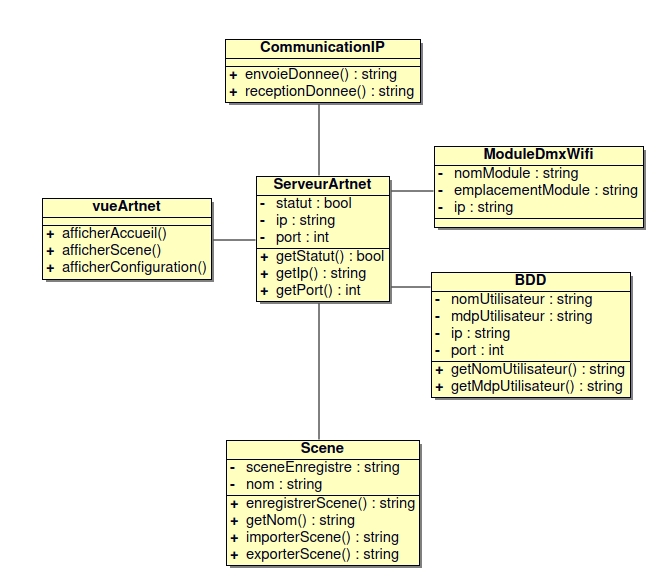 CommunicationIP
+ envoieDonnee() : string
+ receptionDonnee() : string
ModuleDmxWifi
- nomModule : string
- emplacementModule : string
- ip : string
ServeurArtnet
- statut : bool
- ip : string
- port : int
+ getStatut() : bool
+ getIp() : string
+ getPort() : int
vueArtnet
+ afficherAccueil()
+ afficherScene()
+ afficherConfiguration()
BDD
- nomUtilisateur : string
- mdpUtilisateur : string
- ip : string
- port : int
+ getNomUtilisateur() : string
+ getMdpUtilisateur() : string
Scene
- sceneEnregistre : string
- nom : string
+ enregistrerScene() : string
+ getNom() : string
+ importerScene() : string
+ exporterScene() : string